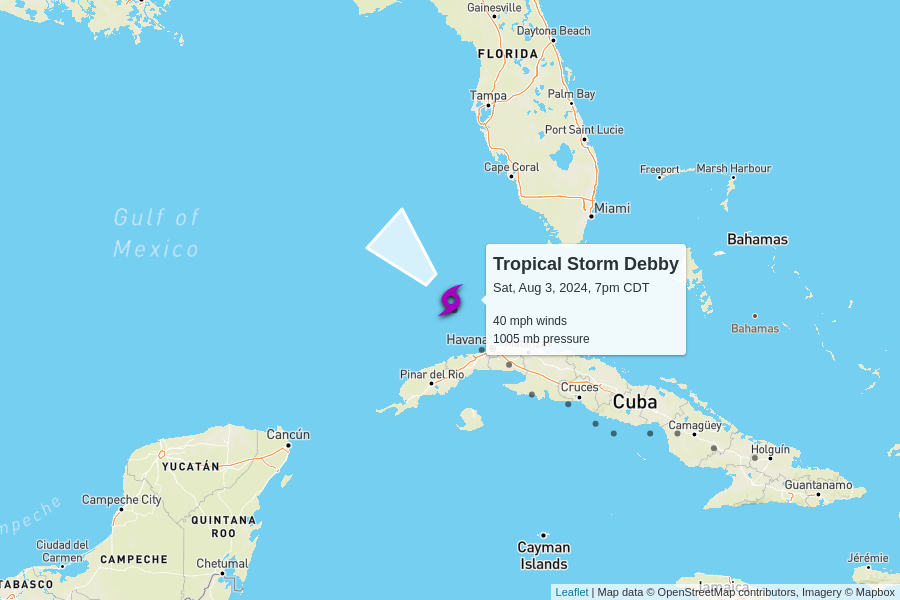 Gainesville
Daytona Beach
FLORIDA
Tampa
Palm Bay
Port Saint Lucie
Cape Coral
Freeport
Marsh Harbour
Miami
Gulf of
Mexico
Bahamas
Tropical Storm Debby
Sat, Aug 3, 2024, 7pm CDT
40 mph winds
1005 mb pressure
Bahamas
Havana
Pinar del Río
Cruces
Cuba
Camagüey
Holguín
Cancún
YUCATÁN
Guantanamo
Campeche City
mpeche
QUINTANA
ROO
Ciudad del
Carmen
CAMPECHE
Chetumal
Cayman
Islands
Jérémie
TABASCO
Jamaica
Leaflet | Map data © OpenStreetMap contributors, Imagery © Mapbox